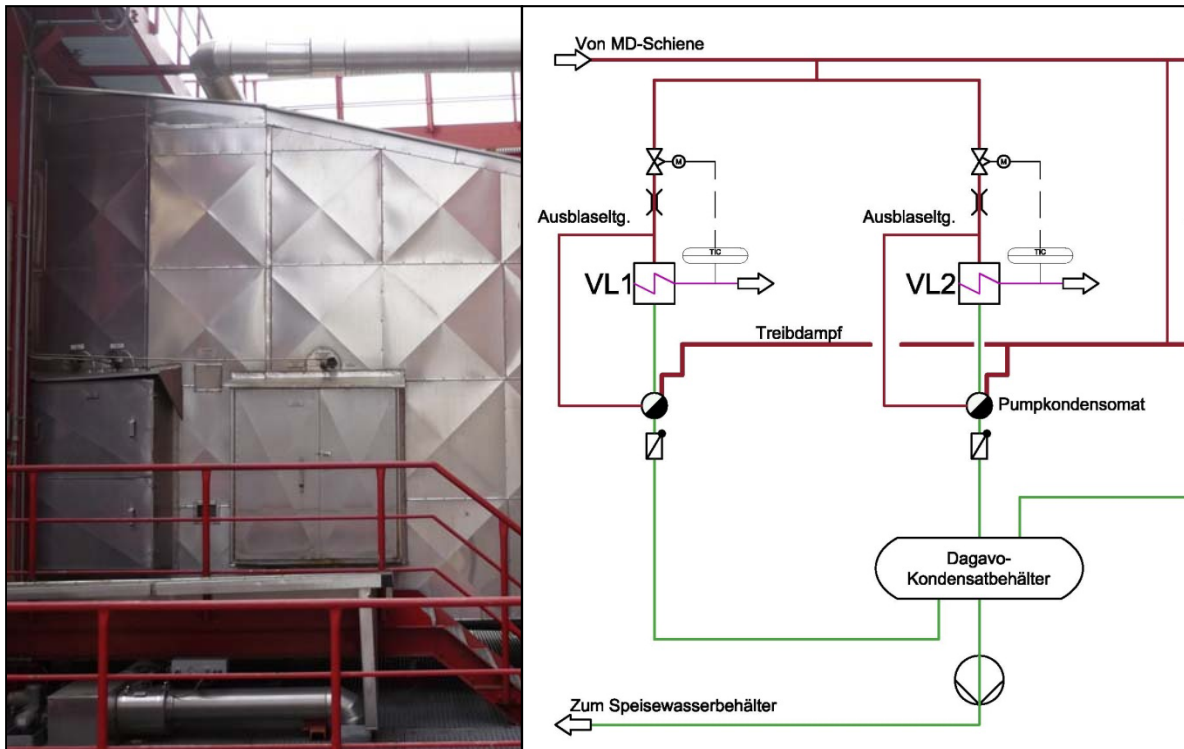 Von MD-Schiene
M
M
Ausblaseltg.
Ausblaseltg.
TIC
TIC
VL1
VL2
Treibdampf
Pumpkondensomat
Dagavo-
Kondensatbehälter
Zum Speisewasserbehälter